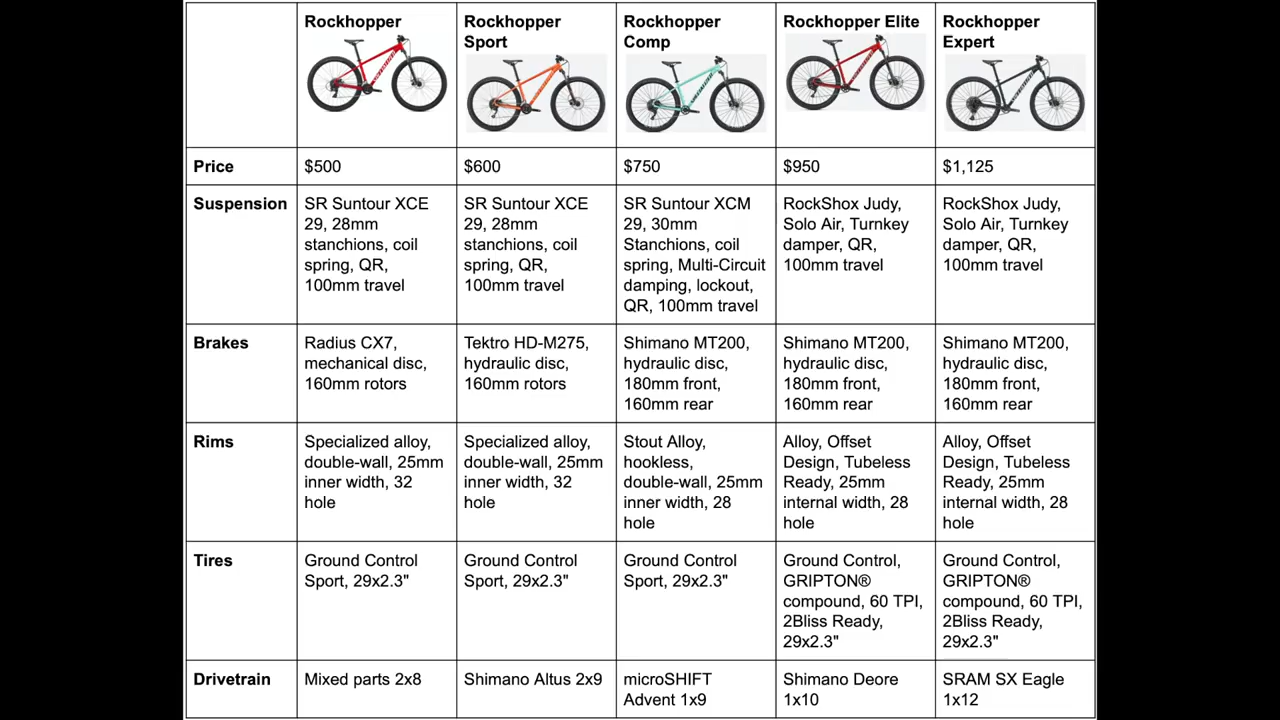 Rockhopper
Rockhopper
Sport
Rockhopper
Comp
Rockhopper Elite
Rockhopper
Expert
Price
$500
$600
$750
$950
$1,125
Suspension
SR Suntour XCE
29, 28mm
stanchions, coil
spring, QR,
100mm travel
SR Suntour XCE
29, 28mm
stanchions, coil
spring, QR,
100mm travel
SR Suntour XCM
29, 30mm
Stanchions, coil
spring, Multi-Circuit
damping, lockout,
QR, 100mm travel
RockShox Judy,
Solo Air, Turnkey
damper, QR,
100mm travel
RockShox Judy,
Solo Air, Turnkey
damper, QR,
100mm travel
Brakes
Radius CX7,
mechanical disc,
160mm rotors
Tektro HD-M275,
hydraulic disc,
160mm rotors
Shimano MT200,
hydraulic disc,
180mm front,
160mm rear
Shimano MT200,
hydraulic disc,
180mm front,
160mm rear
Shimano MT200,
hydraulic disc,
180mm front,
160mm rear
Rims
Specialized alloy,
double-wall, 25mm
inner width, 32
hole
Specialized alloy,
double-wall, 25mm
inner width, 32
hole
Stout Alloy,
hookless,
double-wall, 25mm
inner width, 28
hole
Alloy, Offset
Design, Tubeless
Ready, 25mm
internal width, 28
hole
Alloy, Offset
Design, Tubeless
Ready, 25mm
internal width, 28
hole
Tires
Ground Control
Sport, 29x2.3"
Ground Control
Sport, 29x2.3"
Ground Control
Sport, 29x2.3"
Ground Control,
GRIPTON®
compound, 60 TPI,
2Bliss Ready,
29x2.3"
Ground Control,
GRIPTON®
compound, 60 TPI,
2Bliss Ready,
29x2.3"
Drivetrain
Mixed parts 2x8
Shimano Altus 2x9
microSHIFT
Advent 1x9
Shimano Deore
1x10
SRAM SX Eagle
1x12